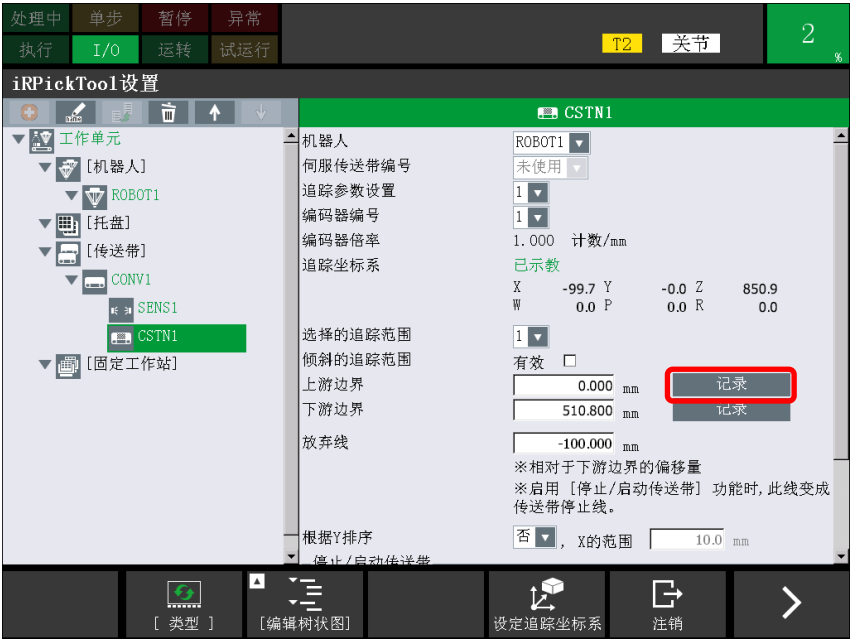 处理中 单步 暂停 异常
执行 I/O 运转 试运行 T2 关节 2 %
iRPickTool设置
CSTN1
工作单元
[机器人]
ROBOT1
[托盘]
[传送带]
CONV1
SENS1
CSTN1
[固定工作站]
机器人 ROBOT1
伺服传送带编号 未使用
追踪参数设置 1
编码器编号 1
编码器倍率 1.000 计数/mm
追踪坐标系 已示教
X -99.7 Y -0.0 Z 850.9
W 0.0 P 0.0 R 0.0
选择的追踪范围 1
倾斜的追踪范围 有效
上游边界 0.000 mm 记录
下游边界 510.800 mm 记录
放弃线 -100.000 mm
※相对于下游边界的偏移量
※启用 [停止/启动传送带] 功能时,此线变成
传送带停止线。
根据Y排序 否 , X的范围 10.0 mm
停止/启动传送带
[ 类型 ] [编辑树状图] 设定追踪坐标系 注销